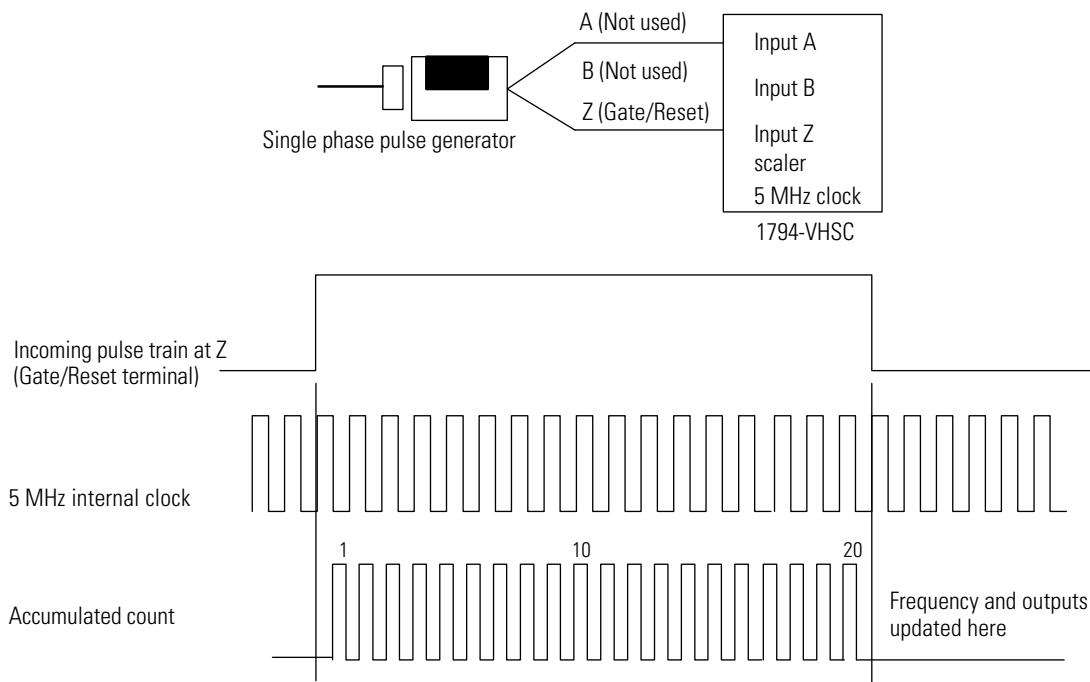 A (Not used)
B (Not used)
Z (Gate/Reset)
Single phase pulse generator
Input A
Input B
Input Z
scaler
5 MHz clock
1794-VHSC
Incoming pulse train at Z
(Gate/Reset terminal)
5 MHz internal clock
1
10
20
Accumulated count
Frequency and outputs
updated here